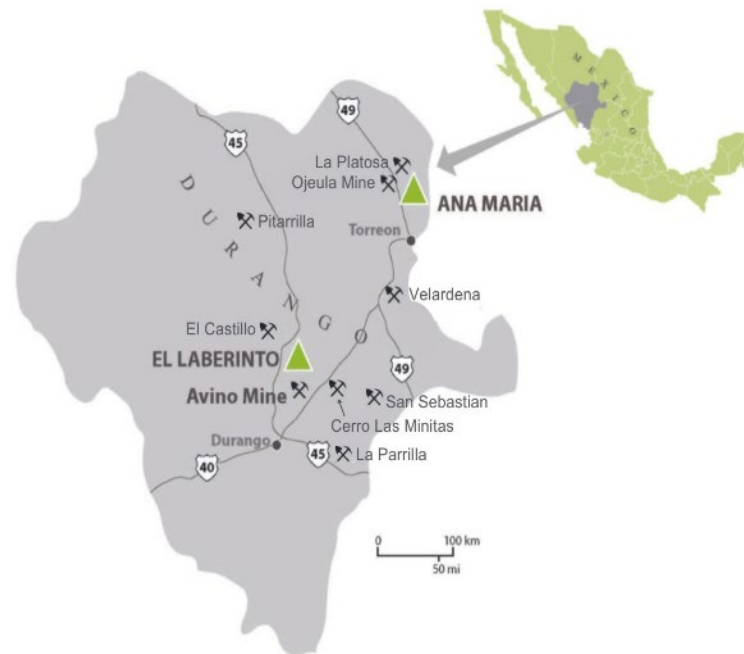 MEXICO
49
45
La Platosa
Ojeula Mine
ANA MARIA
DURANGO
Pitarrilla
Torreon
Velardena
El Castillo
EL LABERINTO
49
Avino Mine
San Sebastian
Cerro Las Minitas
Durango
45
La Parrilla
40
0 100 km
50 mi